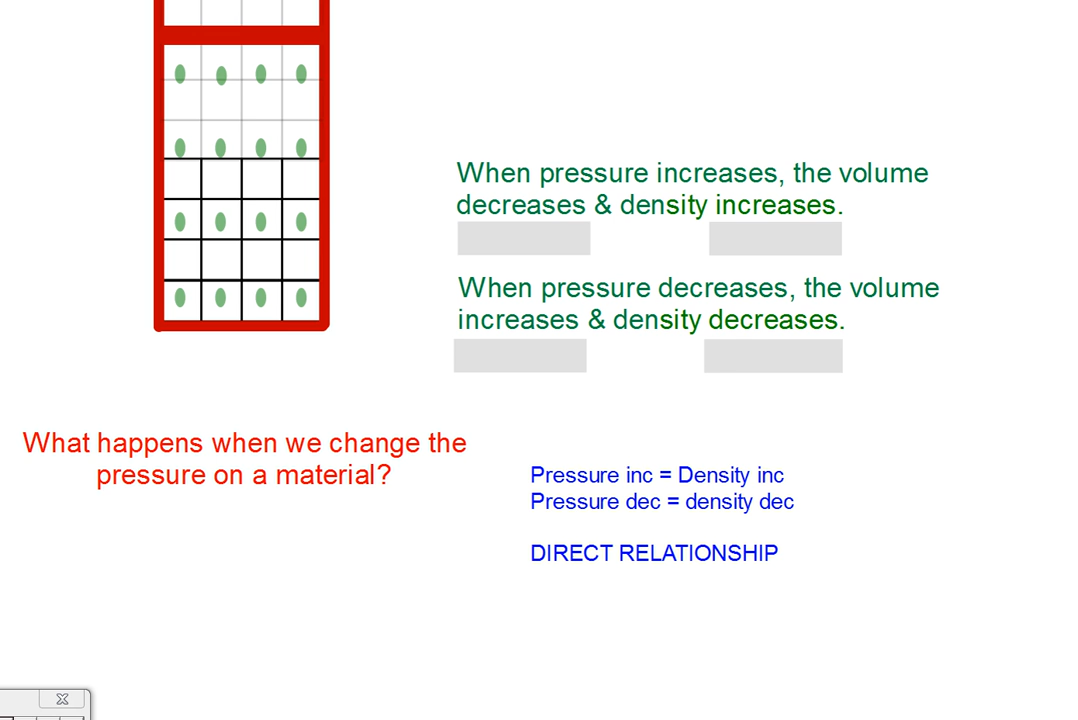 When pressure increases, the volume
decreases & density increases.
When pressure decreases, the volume
increases & density decreases.
What happens when we change the
pressure on a material?
Pressure inc = Density inc
Pressure dec = density dec
DIRECT RELATIONSHIP